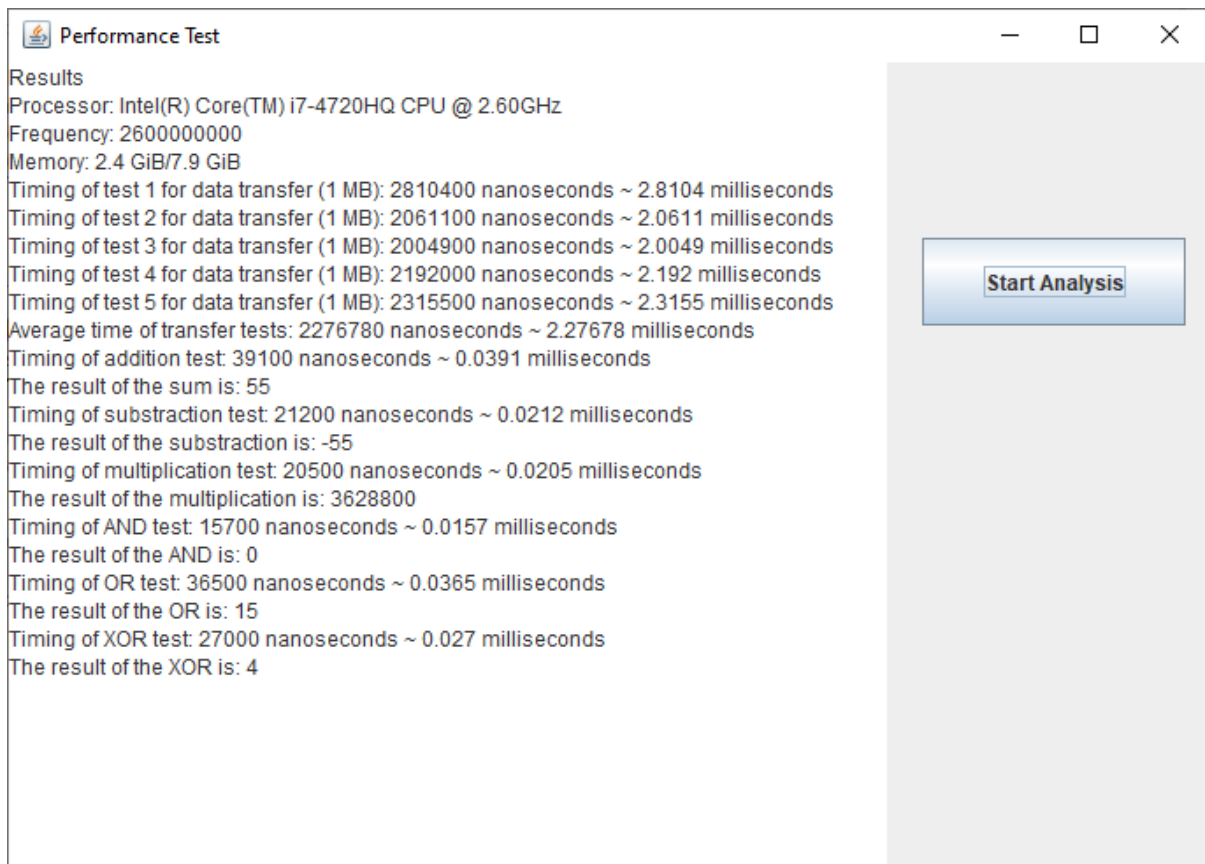 Performance Test
Results
Processor: Intel(R) Core(TM) i7-4720HQ CPU @ 2.60GHz
Frequency: 2600000000
Memory: 2.4 GiB/7.9 GiB
Timing of test 1 for data transfer (1 MB): 2810400 nanoseconds ~ 2.8104 milliseconds
Timing of test 2 for data transfer (1 MB): 2061100 nanoseconds ~ 2.0611 milliseconds
Timing of test 3 for data transfer (1 MB): 2004900 nanoseconds ~ 2.0049 milliseconds
Timing of test 4 for data transfer (1 MB): 2192000 nanoseconds ~ 2.192 milliseconds
Timing of test 5 for data transfer (1 MB): 2315500 nanoseconds ~ 2.3155 milliseconds
Average time of transfer tests: 2276780 nanoseconds ~ 2.27678 milliseconds
Timing of addition test: 39100 nanoseconds ~ 0.0391 milliseconds
The result of the sum is: 55
Timing of substraction test: 21200 nanoseconds ~ 0.0212 milliseconds
The result of the substraction is: -55
Timing of multiplication test: 20500 nanoseconds ~ 0.0205 milliseconds
The result of the multiplication is: 3628800
Timing of AND test: 15700 nanoseconds ~ 0.0157 milliseconds
The result of the AND is: 0
Timing of OR test: 36500 nanoseconds ~ 0.0365 milliseconds
The result of the OR is: 15
Timing of XOR test: 27000 nanoseconds ~ 0.027 milliseconds
The result of the XOR is: 4
Start Analysis